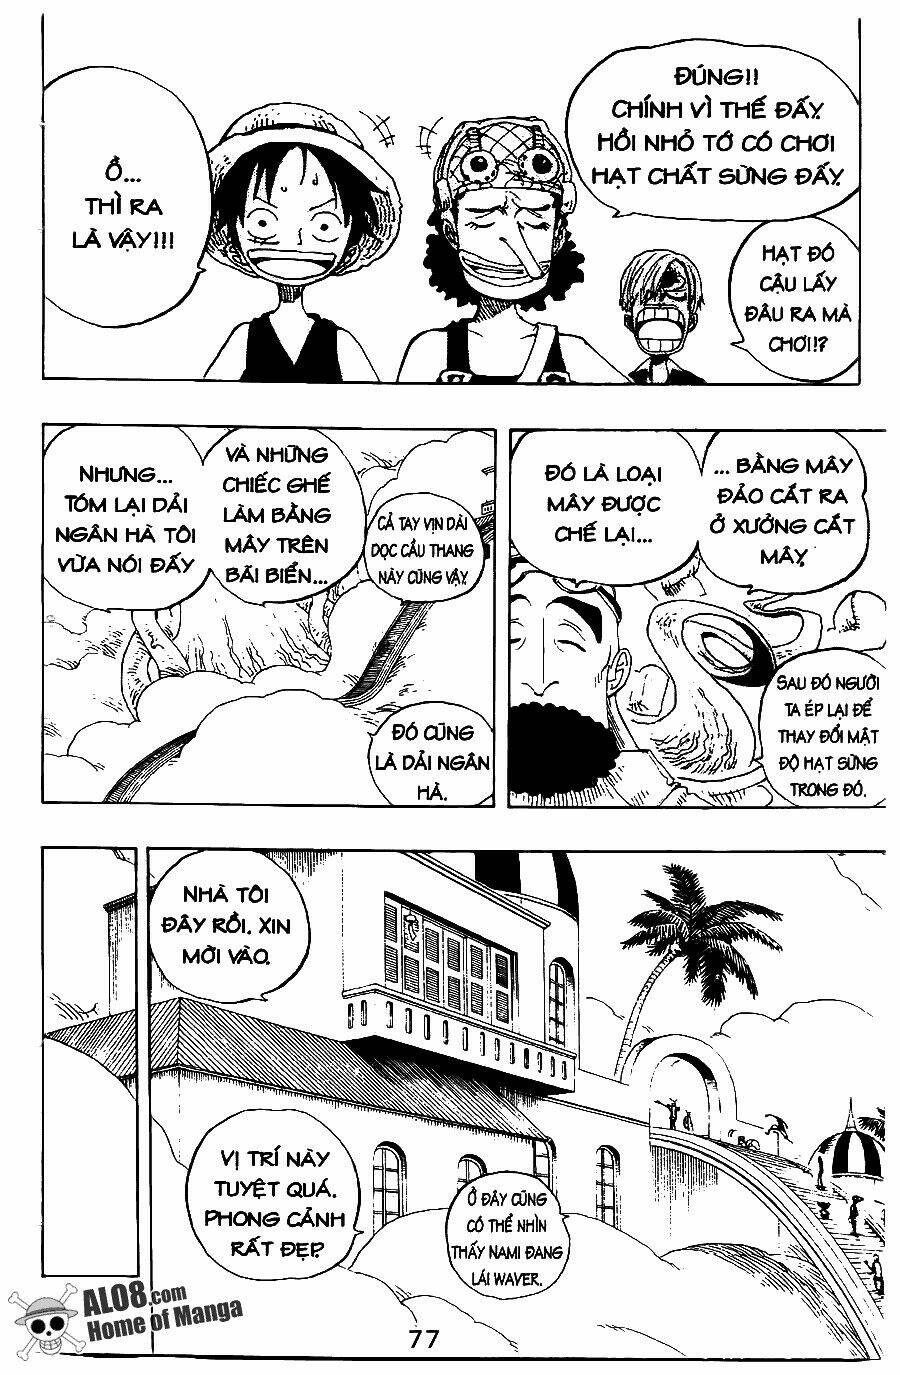 Ồ...
THÌ RA
LÀ VẬY!!!
ĐÚNG!!
CHÍNH VÌ THẾ ĐẤY.
HỒI NHỎ TỚ CÓ CHƠI
HẠT CHẤT SỪNG ĐẤY.
HẠT ĐÓ
CẬU LẤY
ĐÂU RA MÀ
CHƠI!?
NHƯNG...
TÓM LẠI DẢI
NGÂN HÀ TÔI
VỪA NÓI ĐẤY
VÀ NHỮNG
CHIẾC GHẾ
LÀM BẰNG
MÂY TRÊN
BÃI BIỂN...
CẢ TAY VỊN DÀI
DỌC CẦU THANG
NÀY CŨNG VẬY.
ĐÓ CŨNG
LÀ DẢI NGÂN
HÀ.
ĐÓ LÀ LOẠI
MÂY ĐƯỢC
CHẾ LẠI...
... BẰNG MÂY
ĐẢO CẮT RA
Ở XƯỞNG CẮT
MÂY.
SAU ĐÓ NGƯỜI
TA ÉP LẠI ĐỂ
THAY ĐỔI MẬT
ĐỘ HẠT SỪNG
TRONG ĐÓ.
NHÀ TÔI
ĐÂY RỒI. XIN
MỜI VÀO.
VỊ TRÍ NÀY
TUYỆT QUÁ.
PHONG CẢNH
RẤT ĐẸP.
Ở ĐÂY CŨNG
CÓ THỂ NHÌN
THẤY NAMI ĐANG
LÁI WAVER.
ALO8.com
Home of Manga
77